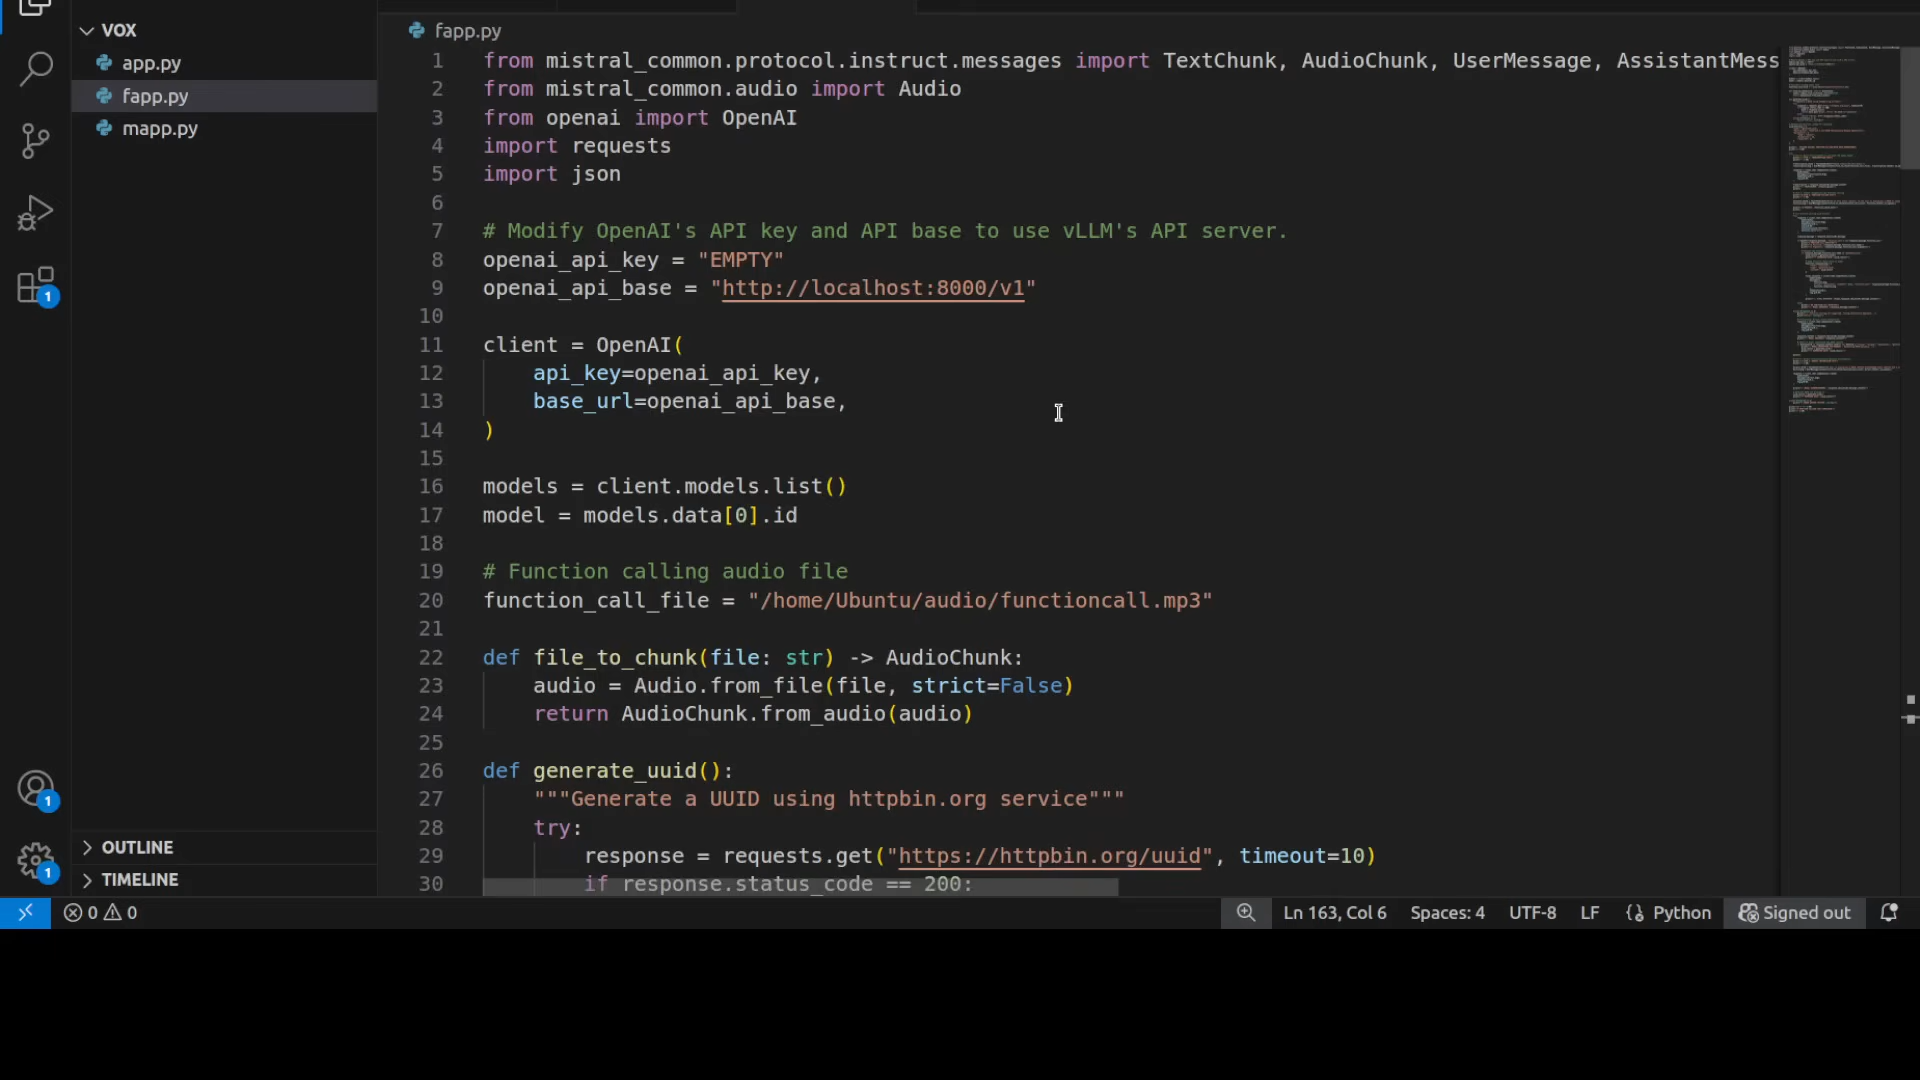 VOX
app.py
fapp.py
mapp.py
OUTLINE
TIMELINE
1
1
1
fapp.py
1 from mistral_common.protocol.instruct.messages import TextChunk, AudioChunk, UserMessage, AssistantMess
2 from mistral_common.audio import Audio
3 from openai import OpenAI
4 import requests
5 import json
6
7 # Modify OpenAI's API key and API base to use vLLM's API server.
8 openai_api_key = "EMPTY"
9 openai_api_base = "http://localhost:8000/v1"
10
11 client = OpenAI(
12     api_key=openai_api_key,
13     base_url=openai_api_base,
14 )
15
16 models = client.models.list()
17 model = models.data[0].id
18
19 # Function calling audio file
20 function_call_file = "/home/Ubuntu/audio/functioncall.mp3"
21
22 def file_to_chunk(file: str) -> AudioChunk:
23     audio = Audio.from_file(file, strict=False)
24     return AudioChunk.from_audio(audio)
25
26 def generate_uuid():
27     """Generate a UUID using httpbin.org service"""
28     try:
29         response = requests.get("https://httpbin.org/uuid", timeout=10)
30         if response.status_code == 200:
0 0 Ln 163, Col 6 Spaces: 4 UTF-8 LF {} Python Signed out